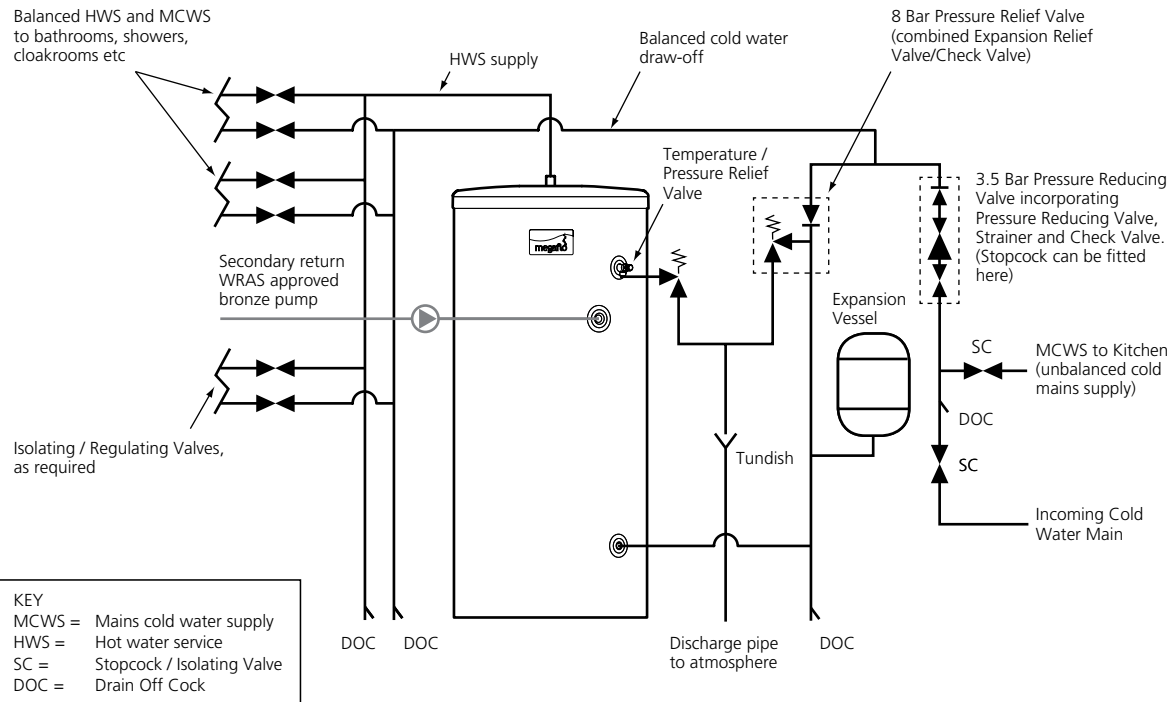 Balanced HWS and MCWS
to bathrooms, showers,
cloakrooms etc
HWS supply
Balanced cold water
draw-off
8 Bar Pressure Relief Valve
(combined Expansion Relief
Valve/Check Valve)
Temperature /
Pressure Relief
Valve
3.5 Bar Pressure Reducing
Valve incorporating
Pressure Reducing Valve,
Strainer and Check Valve.
(Stopcock can be fitted
here)
megaflo
Secondary return
WRAS approved
bronze pump
Expansion
Vessel
SC
MCWS to Kitchen
(unbalanced cold
mains supply)
DOC
Isolating / Regulating Valves,
as required
Tundish
SC
Incoming Cold
Water Main
KEY
MCWS = Mains cold water supply
HWS = Hot water service
SC = Stopcock / Isolating Valve
DOC = Drain Off Cock
DOC
DOC
Discharge pipe
to atmosphere
DOC